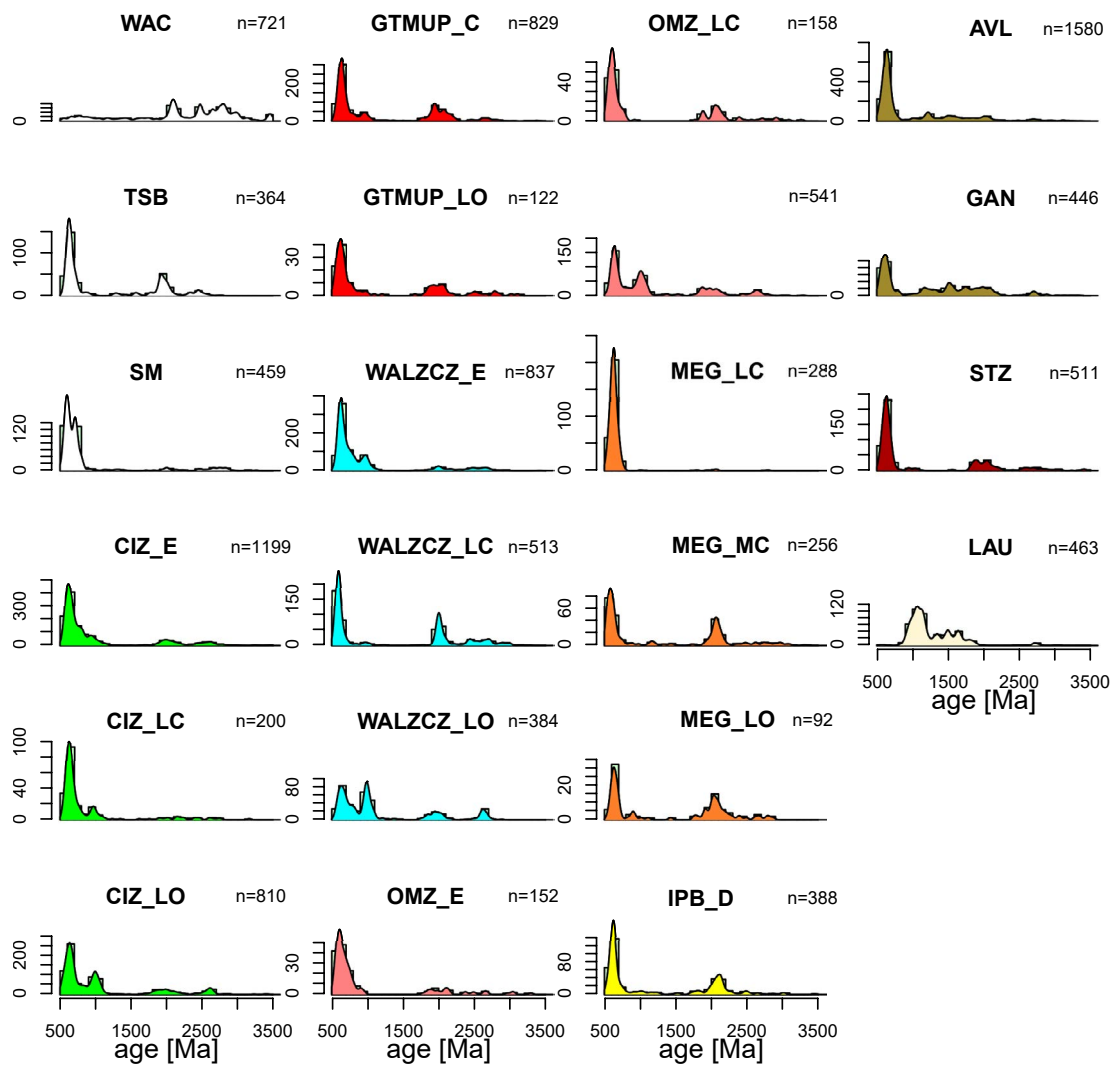 WAC n=721
GTMUP_C n=829
0 200
OMZ_LC n=158
0 40
AVL n=1580
0 400
TSB n=364
0 100
GTMUP_LO n=122
0 30
n=541
0 150
GAN n=446
0
SM n=459
0 120
WALZCZ_E n=837
0 200
MEG_LC n=288
0 100
STZ n=511
0 150
CIZ_E n=1199
0 300
WALZCZ_LC n=513
0 150
MEG_MC n=256
0 60
LAU n=463
0 120
500 1500 2500 3500
age [Ma]
CIZ_LC n=200
0 40 100
WALZCZ_LO n=384
0 80
MEG_LO n=92
0 20
CIZ_LO n=810
0 200
OMZ_E n=152
0 30
IPB_D n=388
0 80
500 1500 2500 3500
age [Ma]
500 1500 2500 3500
age [Ma]
500 1500 2500 3500
age [Ma]